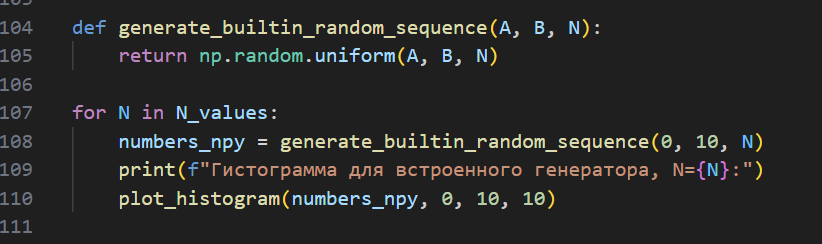 104 def generate_builtin_random_sequence(A, B, N):
105     return np.random.uniform(A, B, N)
106
107 for N in N_values:
108     numbers_npy = generate_builtin_random_sequence(0, 10, N)
109     print(f"Гистограмма для встроенного генератора, N={N}:")
110     plot_histogram(numbers_npy, 0, 10, 10)
111